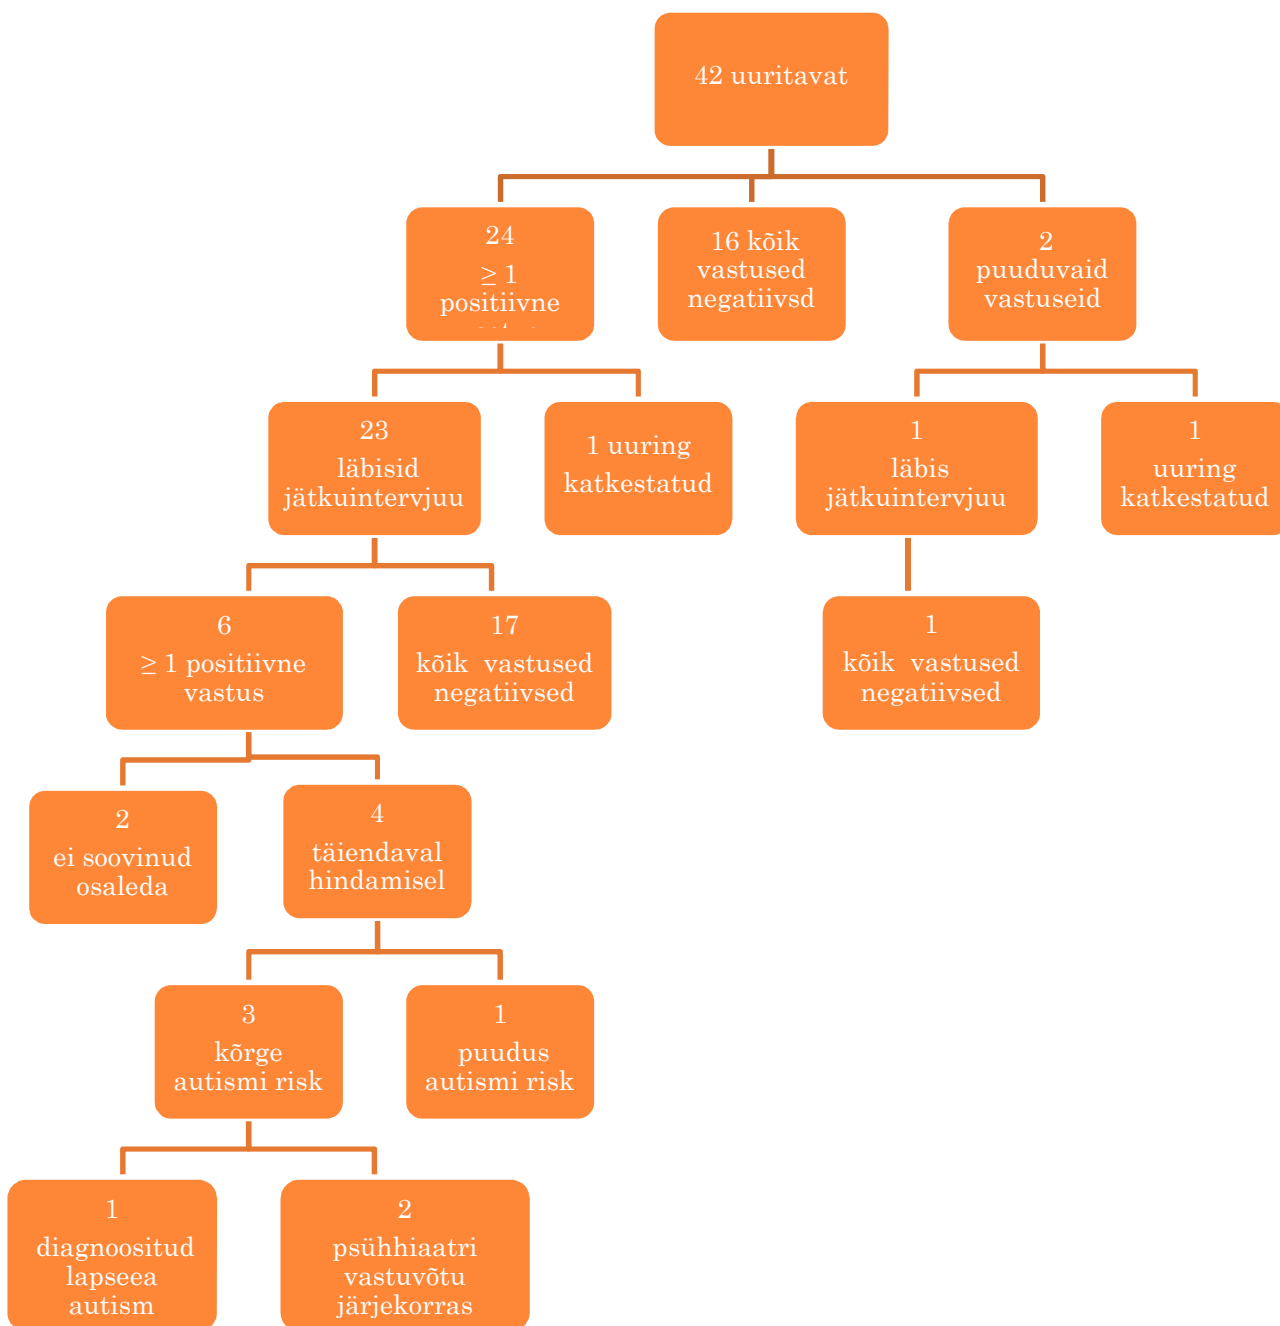 42 uuritavat
24
≥ 1
positiivne
16 kõik
vastused
negatiivsd
2
puuduvaid
vastuseid
23
läbisid
jätkuintervjuu
1 uuring
katkestatud
1
läbis
jätkuintervjuu
1
uuring
katkestatud
6
≥ 1 positiivne
vastus
17
kõik vastused
negatiivsed
1
kõik vastused
negatiivsed
2
ei soovinud
osaleda
4
täiendaval
hindamisel
3
kõrge
autismi risk
1
puudus
autismi risk
1
diagnoositud
lapseea
autism
2
psühhiaatri
vastuvõtu
järjekorras